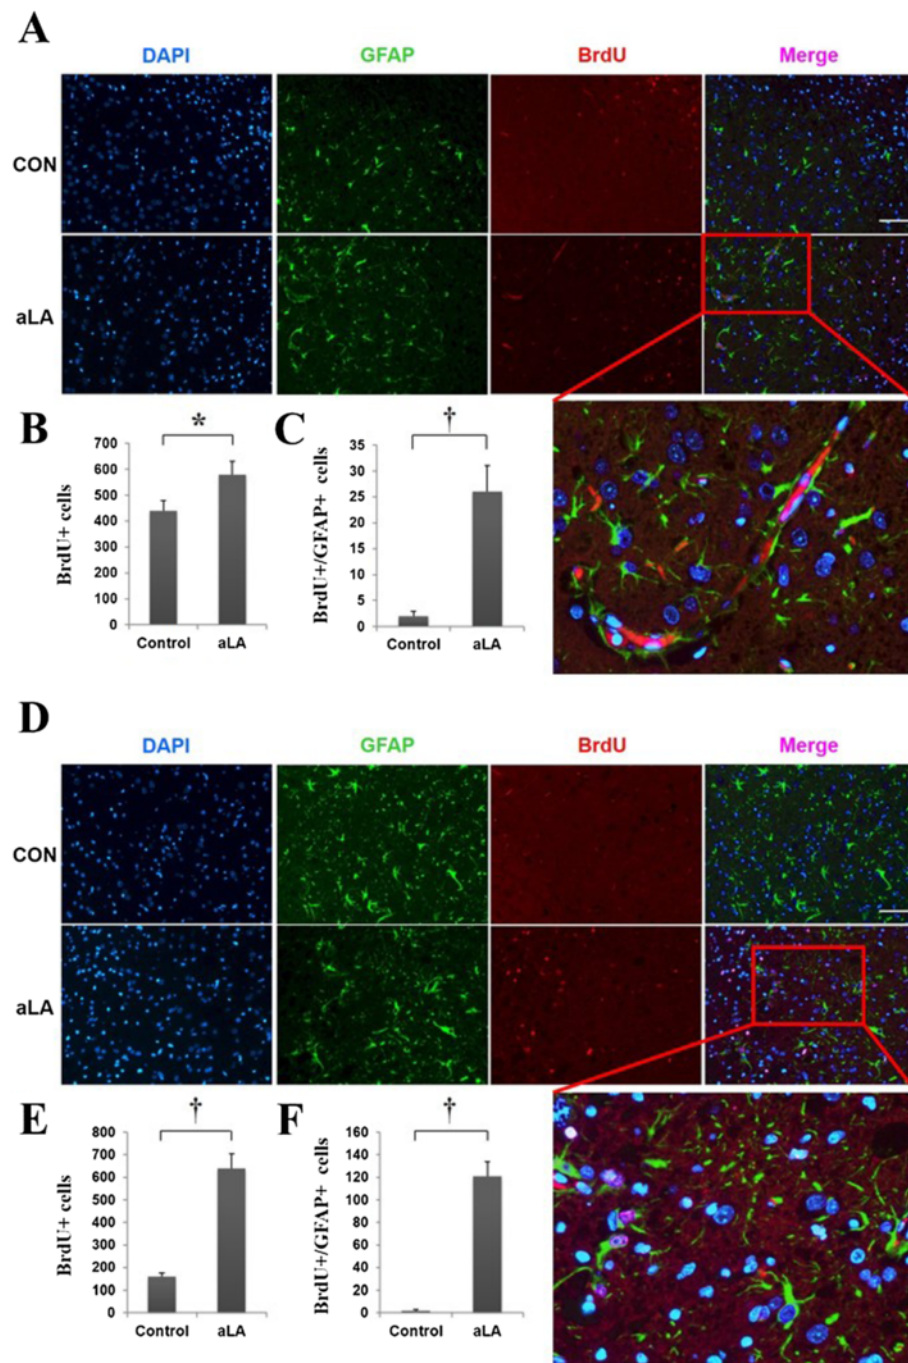 A
DAPI GFAP BrdU Merge
CON
aLA
B
*
BrdU+ cells
700
600
500
400
300
200
100
0
Control aLA
C
†
BrdU+/GFAP+ cells
35
30
25
20
15
10
5
0
Control aLA
D
DAPI GFAP BrdU Merge
CON
aLA
E
†
BrdU+ cells
800
700
600
500
400
300
200
100
0
Control aLA
F
†
BrdU+/GFAP+ cells
160
140
120
100
80
60
40
20
0
Control aLA